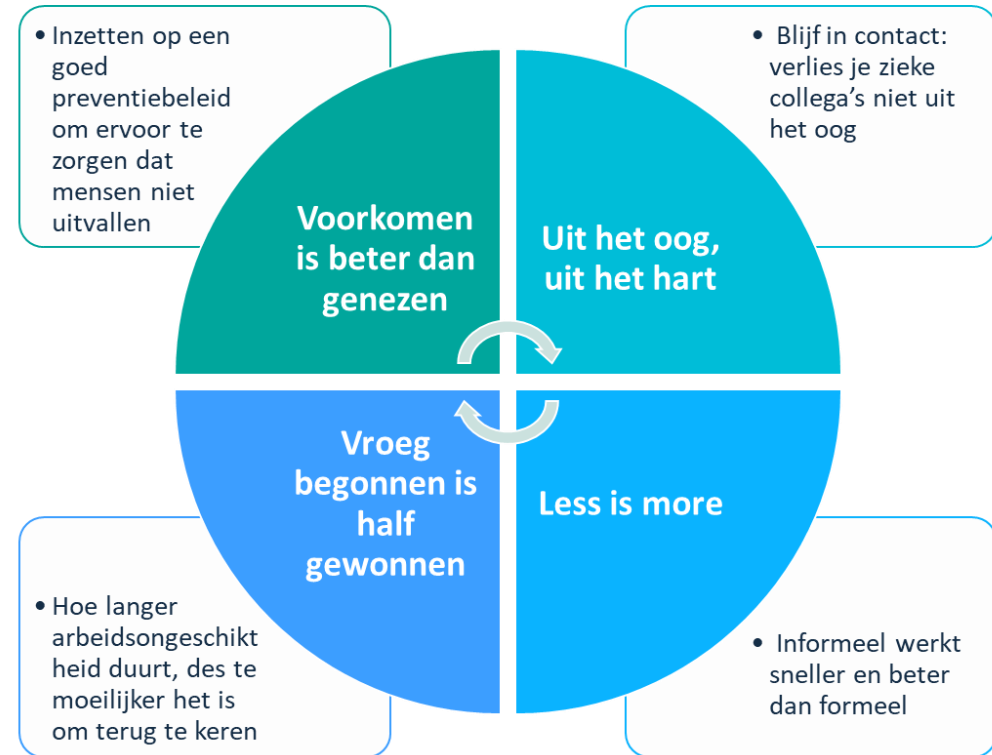 • Inzetten op een
goed
preventiebeleid
om ervoor te
zorgen dat
mensen niet
uitvallen
Voorkomen
is beter dan
genezen
• Blijf in contact:
verlies je zieke
collega's niet uit
het oog
Uit het oog,
uit het hart
Vroeg
begonnen is
half
gewonnen
• Hoe langer
arbeidsongeschikt
heid duurt, des te
moeilijker het is
om terug te keren
Less is more
• Informeel werkt
sneller en beter
dan formeel